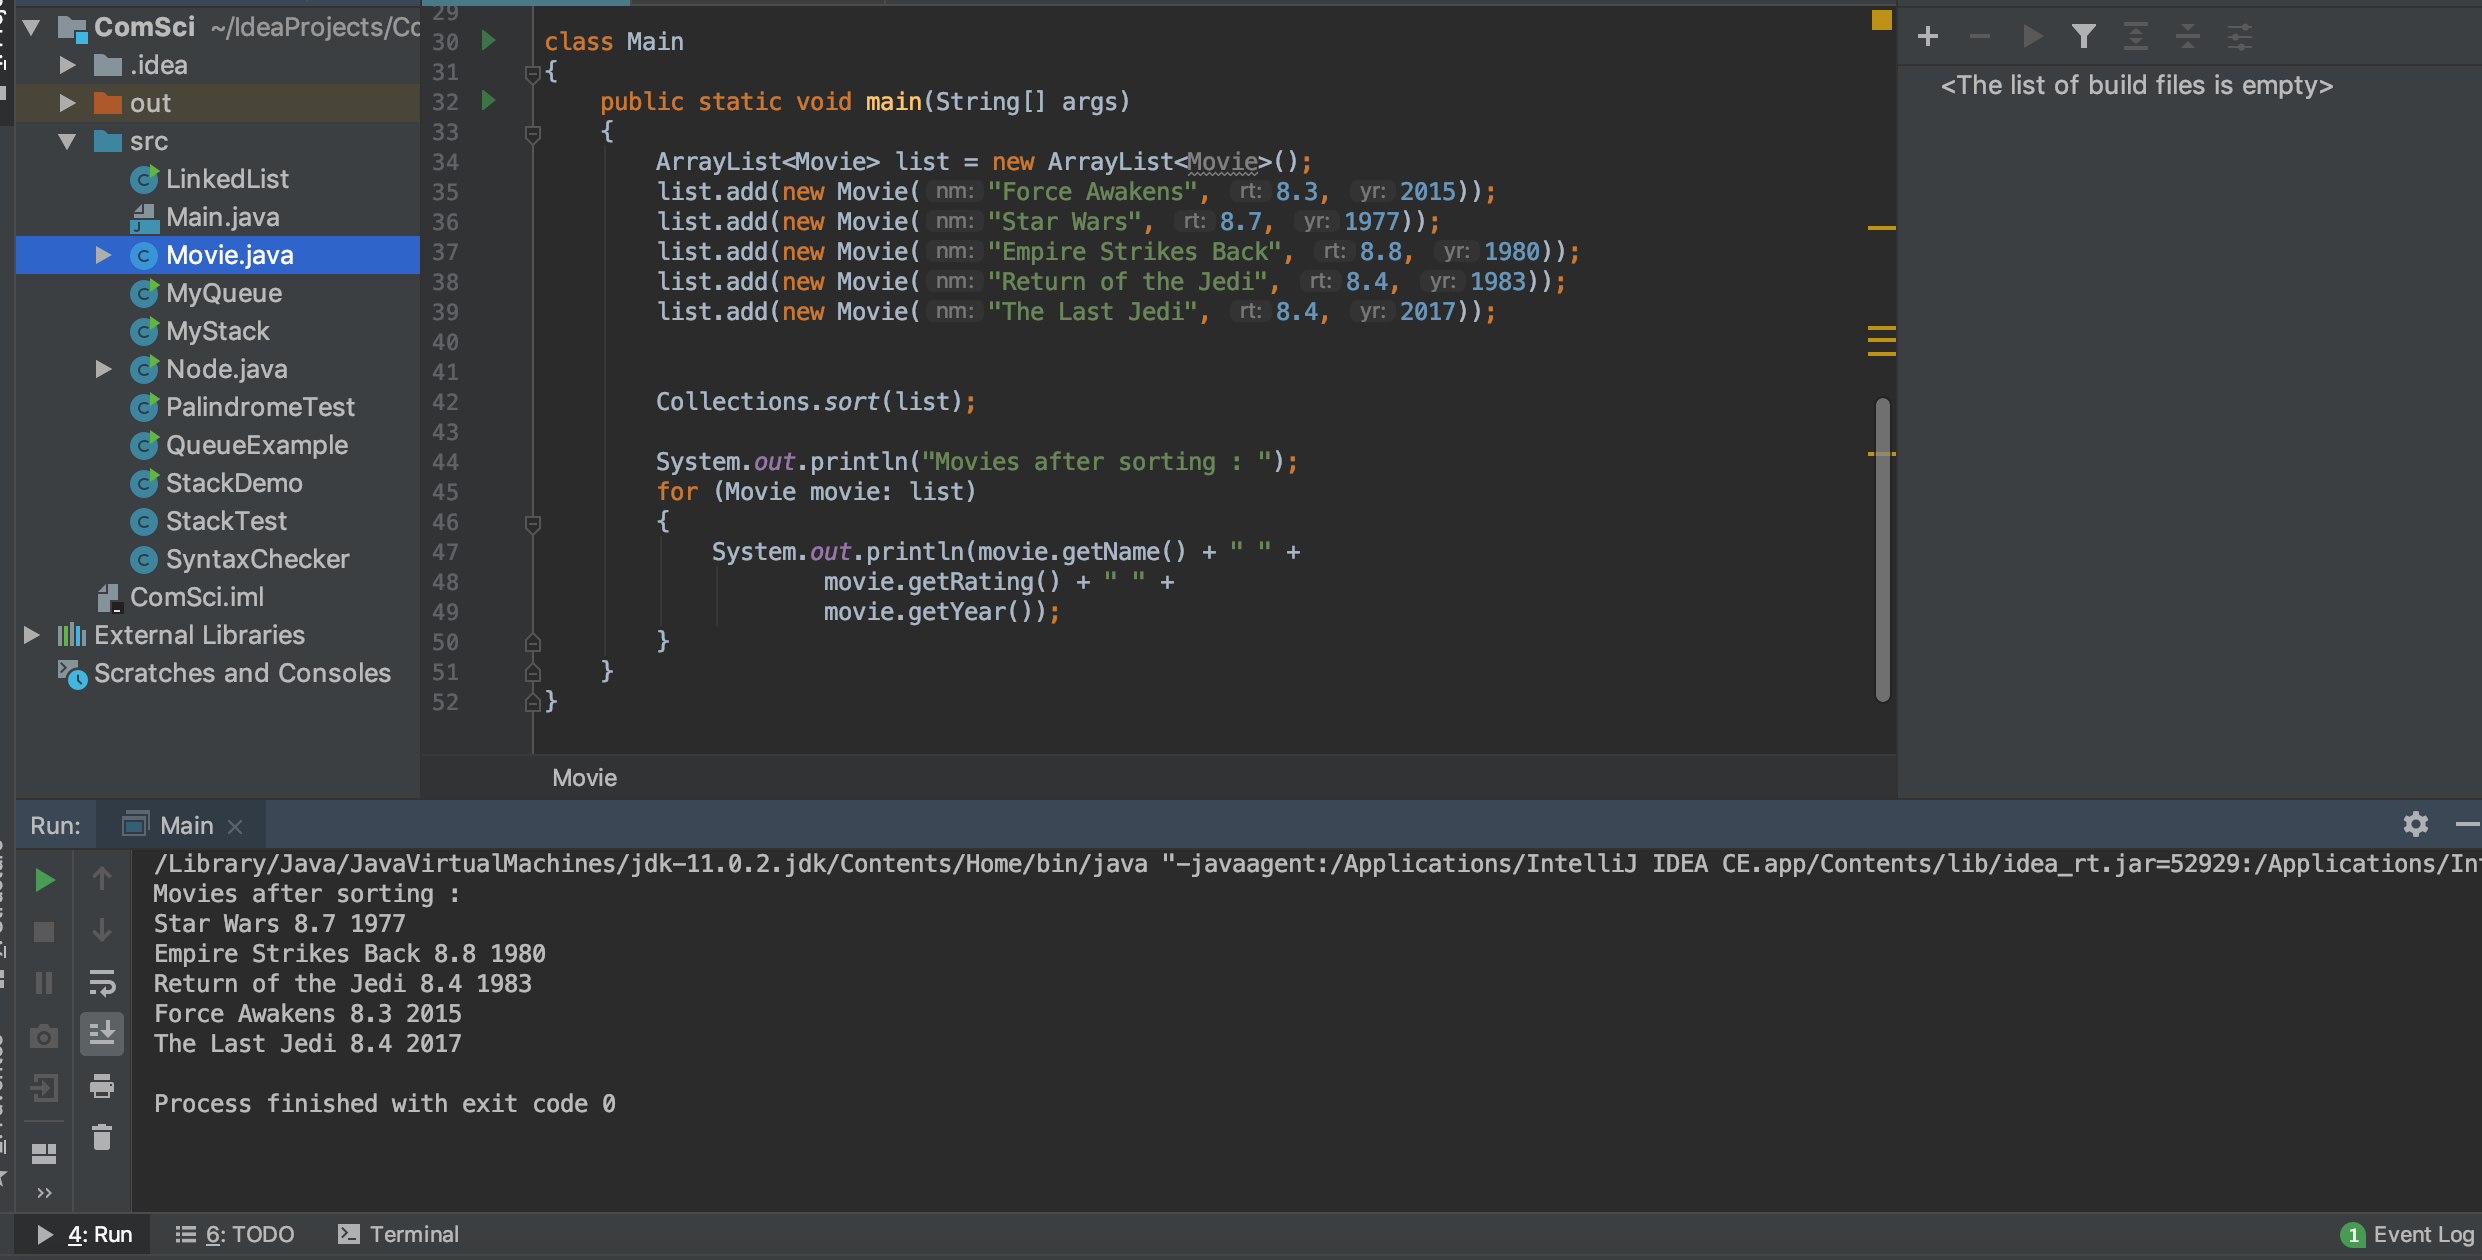 ComSci ~/IdeaProjects/Co
.idea
out
src
LinkedList
Main.java
Movie.java
MyQueue
MyStack
Node.java
PalindromeTest
QueueExample
StackDemo
StackTest
SyntaxChecker
ComSci.iml
External Libraries
Scratches and Consoles
29
30 class Main
31 {
32 public static void main(String[] args)
33 {
34 ArrayList<Movie> list = new ArrayList<Movie>();
35 list.add(new Movie( nm: "Force Awakens", rt: 8.3, yr: 2015));
36 list.add(new Movie( nm: "Star Wars", rt: 8.7, yr: 1977));
37 list.add(new Movie( nm: "Empire Strikes Back", rt: 8.8, yr: 1980));
38 list.add(new Movie( nm: "Return of the Jedi", rt: 8.4, yr: 1983));
39 list.add(new Movie( nm: "The Last Jedi", rt: 8.4, yr: 2017));
40
41
42 Collections.sort(list);
43
44 System.out.println("Movies after sorting : ");
45 for (Movie movie: list)
46 {
47 System.out.println(movie.getName() + " " +
48 movie.getRating() + " " +
49 movie.getYear());
50 }
51 }
52 }
Movie
<The list of build files is empty>
Run: Main
/Library/Java/JavaVirtualMachines/jdk-11.0.2.jdk/Contents/Home/bin/java "-javaagent:/Applications/IntelliJ IDEA CE.app/Contents/lib/idea_rt.jar=52929:/Applications/Int
Movies after sorting :
Star Wars 8.7 1977
Empire Strikes Back 8.8 1980
Return of the Jedi 8.4 1983
Force Awakens 8.3 2015
The Last Jedi 8.4 2017
Process finished with exit code 0
4: Run 6: TODO Terminal
1 Event Log